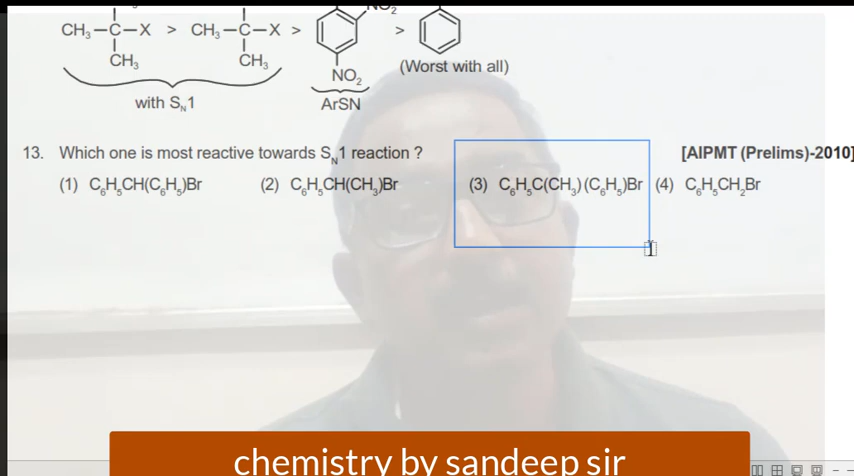 NO₂
CH₃–C–X > CH₃–C–X > >
CH₃ CH₃ NO₂ (Worst with all)
with Sₙ1 ArSN
13. Which one is most reactive towards Sₙ1 reaction ? [AIPMT (Prelims)-2010]
(1) C₆H₅CH(C₆H₅)Br (2) C₆H₅CH(CH₃)Br (3) C₆H₅C(CH₃)(C₆H₅)Br (4) C₆H₅CH₂Br
chemistry by sandeep sir